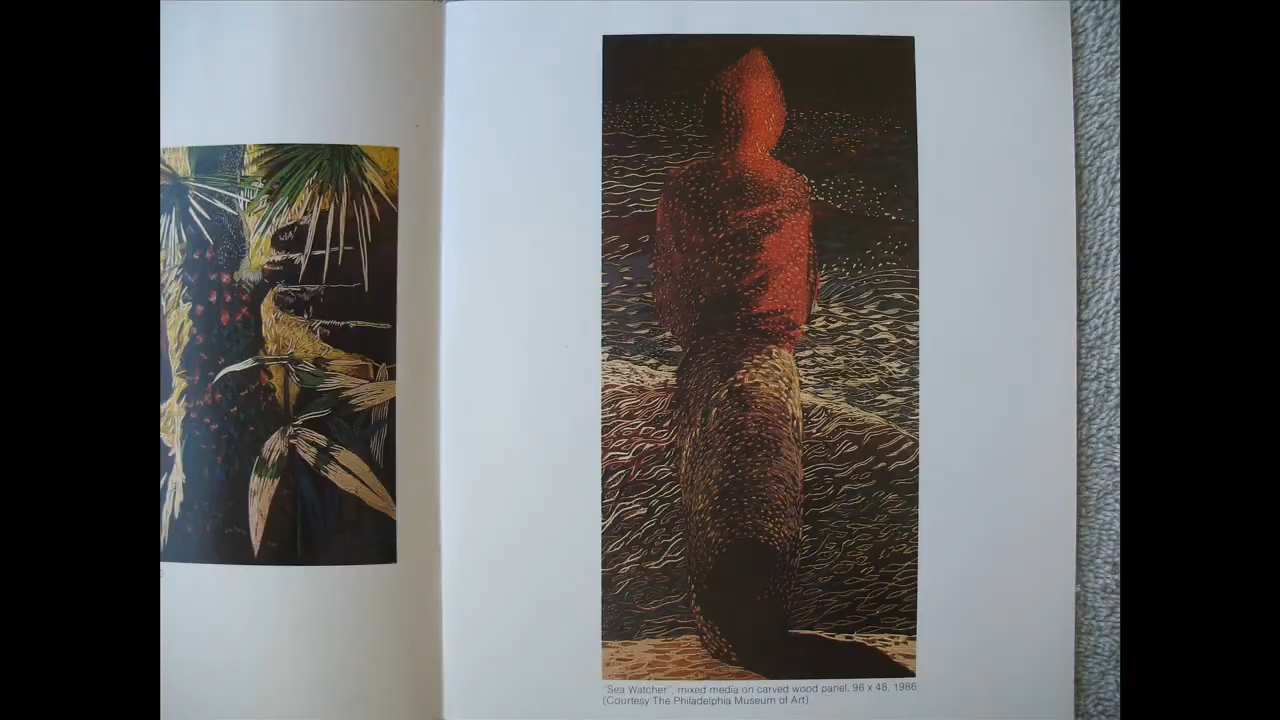 "Sea Watcher", mixed media on carved wood panel, 96 x 48, 1986
(Courtesy The Philadelphia Museum of Art)